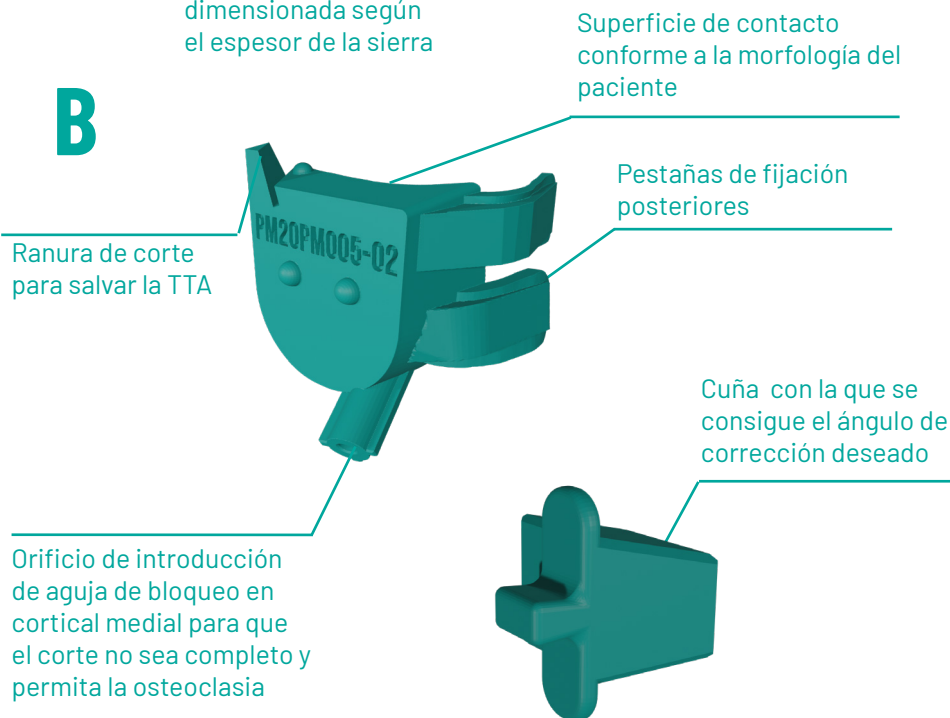 dimensionada según
el espesor de la sierra
Superficie de contacto
conforme a la morfología del
paciente
B
Pestañas de fijación
posteriores
PM20PM005-02
Ranura de corte
para salvar la TTA
Cuña con la que se
consigue el ángulo de
corrección deseado
Orificio de introducción
de aguja de bloqueo en
cortical medial para que
el corte no sea completo y
permita la osteoclasia